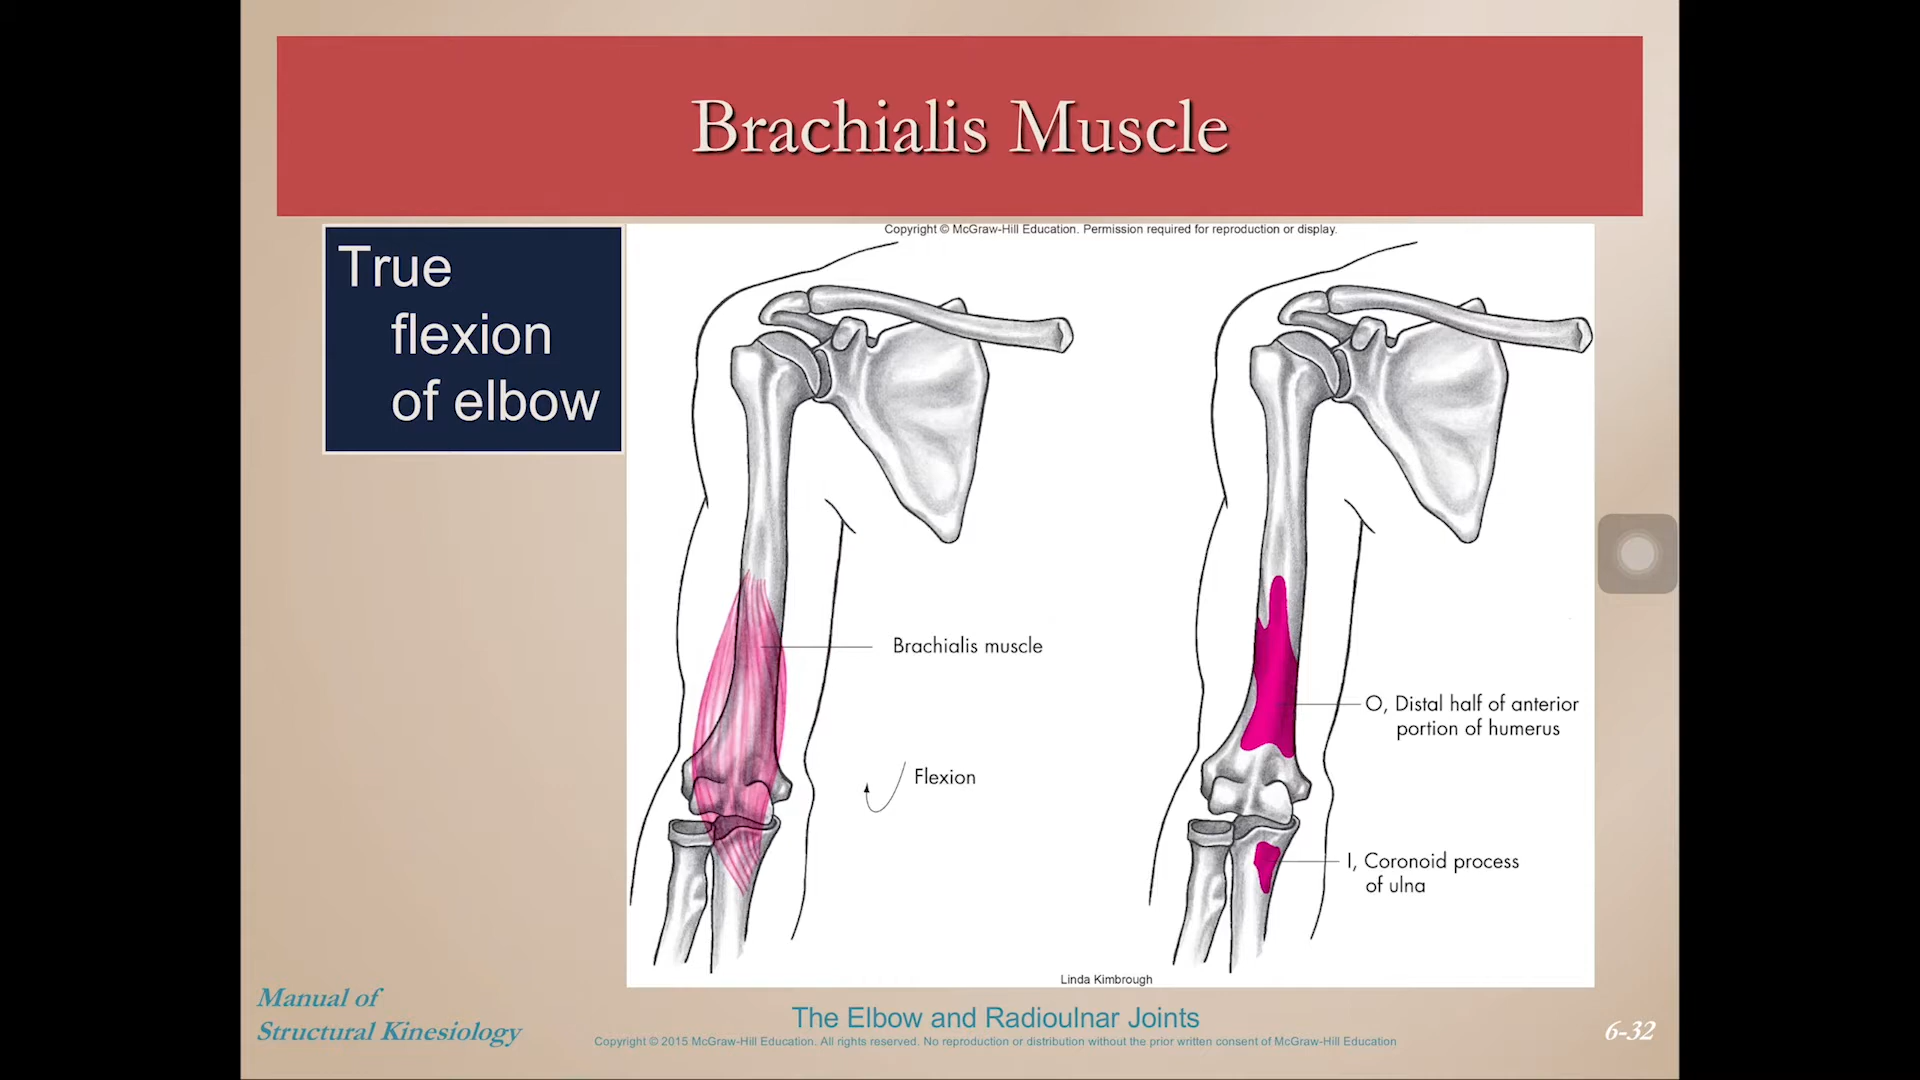 Brachialis Muscle
True
flexion
of elbow
Copyright © McGraw-Hill Education. Permission required for reproduction or display.
Brachialis muscle
Flexion
O, Distal half of anterior
portion of humerus
I, Coronoid process
of ulna
Linda Kimbrough
Manual of
Structural Kinesiology
The Elbow and Radioulnar Joints
Copyright © 2015 McGraw-Hill Education. All rights reserved. No reproduction or distribution without the prior written consent of McGraw-Hill Education
6-32